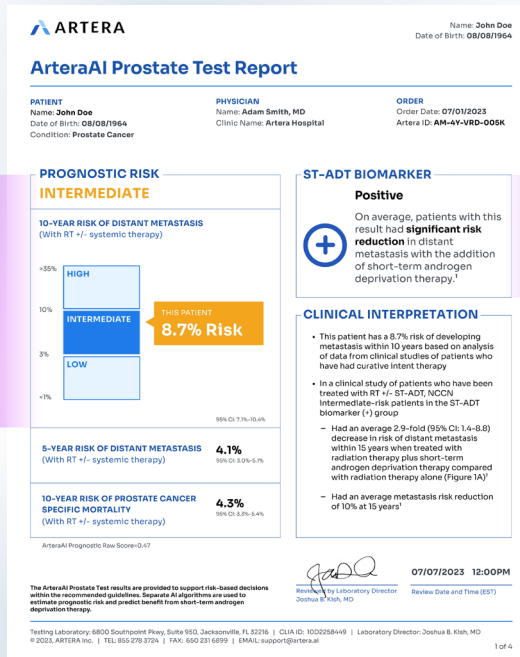 ARTERA
Name: John Doe
Date of Birth: 08/08/1964
ArteraAI Prostate Test Report
PATIENT
Name: John Doe
Date of Birth: 08/08/1964
Condition: Prostate Cancer
PHYSICIAN
Name: Adam Smith, MD
Clinic Name: Artera Hospital
ORDER
Order Date: 07/01/2023
Artera ID: AM-4Y-VRD-005K
PROGNOSTIC RISK
INTERMEDIATE
10-YEAR RISK OF DISTANT METASTASIS
(With RT +/- systemic therapy)
>35%
HIGH
10%
INTERMEDIATE
THIS PATIENT
8.7% Risk
3%
LOW
<1%
95% CI: 7.1%-10.4%
5-YEAR RISK OF DISTANT METASTASIS
(With RT +/- systemic therapy)
4.1%
95% CI: 3.0%-5.1%
10-YEAR RISK OF PROSTATE CANCER
SPECIFIC MORTALITY
(With RT +/- systemic therapy)
4.3%
95% CI: 3.3%-5.4%
ArteraAI Prognostic Raw Score=0.47
ST-ADT BIOMARKER
Positive
On average, patients with this
result had significant risk
reduction in distant
metastasis with the addition
of short-term androgen
deprivation therapy.¹
CLINICAL INTERPRETATION
• This patient has a 8.7% risk of developing
metastasis within 10 years based on analysis
of data from clinical studies of patients who
have had curative intent therapy
• In a clinical study of patients who have been
treated with RT +/- ST-ADT, NCCN
Intermediate-risk patients in the ST-ADT
biomarker (+) group
– Had an average 2.9-fold (95% CI: 1.4-8.8)
decrease in risk of distant metastasis
within 15 years when treated with
radiation therapy plus short-term
androgen deprivation therapy compared
with radiation therapy alone (Figure 1A)¹
– Had an average metastasis risk reduction
of 10% at 15 years¹
The ArteraAI Prostate Test results are provided to support risk-based decisions
within the recommended guidelines. Separate AI algorithms are used to
estimate prognostic risk and predict benefit from short-term androgen
deprivation therapy.
Reviewed by Laboratory Director
Joshua B. Kish, MD
07/07/2023 12:00PM
Review Date and Time (EST)
Testing Laboratory: 6800 Southpoint Pkwy, Suite 950, Jacksonville, FL 32216 | CLIA ID: 10D2258449 | Laboratory Director: Joshua B. Kish, MD
© 2023, ARTERA Inc. | TEL: 855 278 3724 | FAX: 650 231 6899 | EMAIL: support@artera.ai
1 of 4